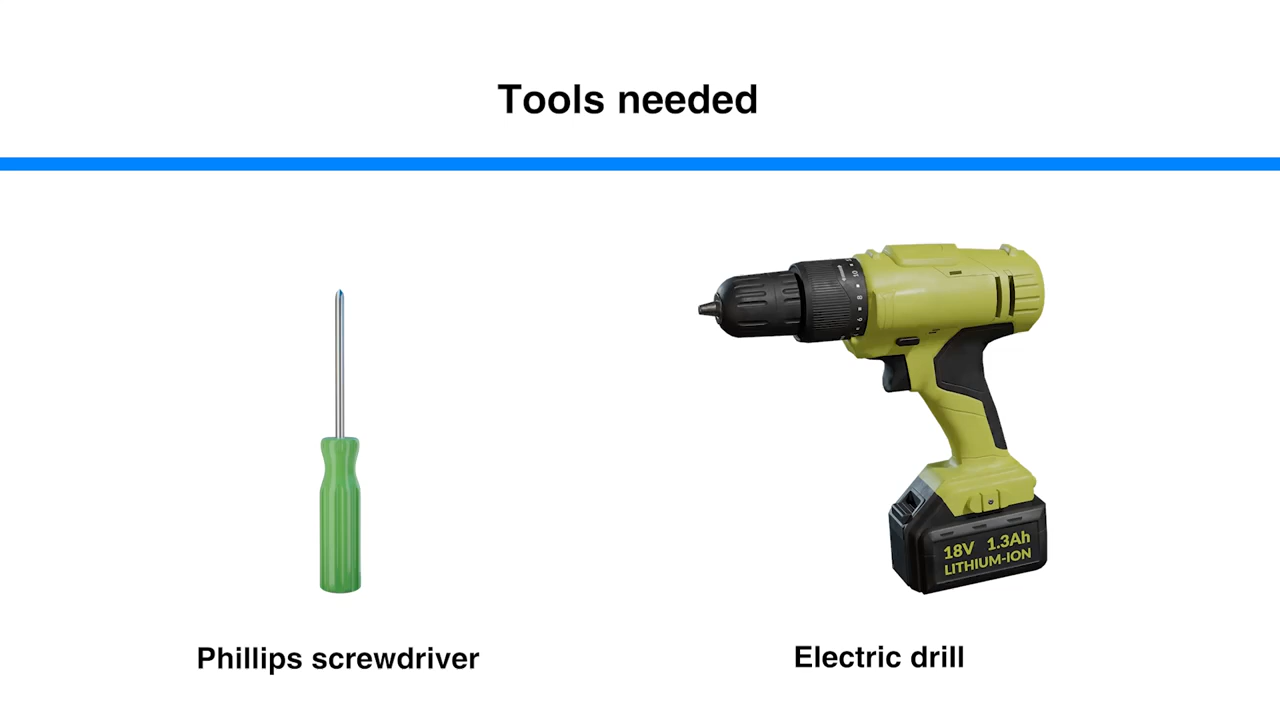 Tools needed
18V 1.3Ah
LITHIUM-ION
Phillips screwdriver
Electric drill